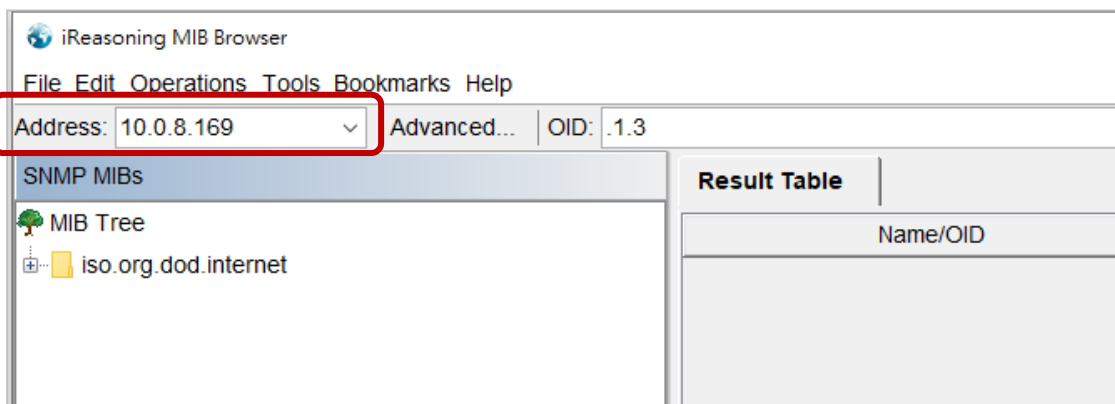 iReasoning MIB Browser
File Edit Operations Tools Bookmarks Help
Address: 10.0.8.169 Advanced... OID: .1.3
SNMP MIBs
Result Table
MIB Tree
Name/OID
iso.org.dod.internet